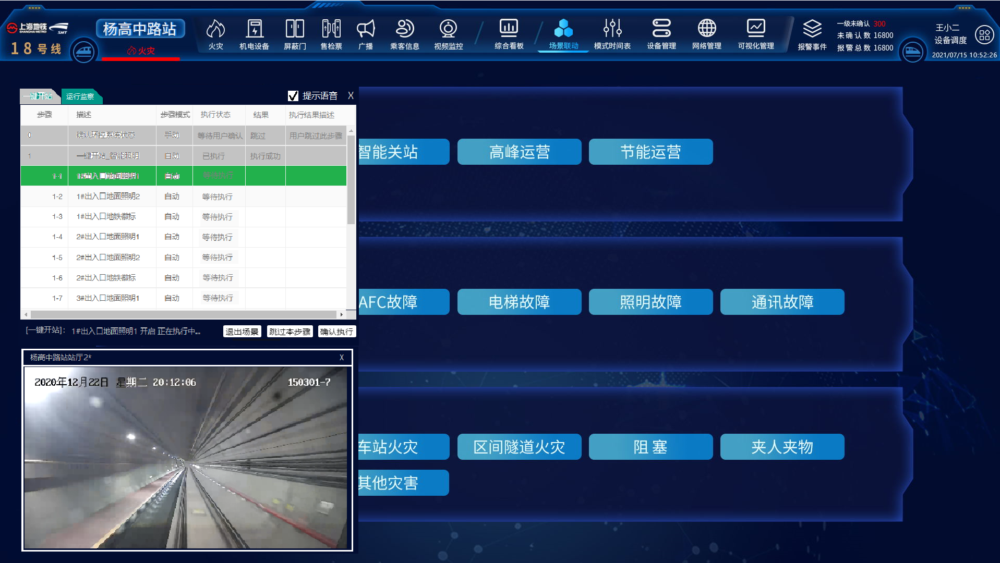 上海地铁
SHANGHAI METRO
SMT
18号线
杨高中路站
火灾
火灾
机电设备
屏蔽门
售检票
广播
乘客信息
视频监控
综合看板
场景联动
模式时间表
设备管理
网络管理
可视化管理
报警事件
一级未确认 300
未确认数 16800
报警总数 16800
王小二
设备调度
2021/07/15 10:52:26
一键开站 运行监察 提示语音 X
步骤 描述 步骤模式 执行状态 结果 执行结果描述
0 确认环控系统状态 手动 等待用户确认 跳过 用户跳过此步骤
1 一键开站_智能照明 自动 已执行 执行成功
1-1 1#出入口地面照明1 自动 等待执行
1-2 1#出入口地面照明2 自动 等待执行
1-3 1#出入口地铁徽标 自动 等待执行
1-4 2#出入口地面照明1 自动 等待执行
1-5 2#出入口地面照明2 自动 等待执行
1-6 2#出入口地铁徽标 自动 等待执行
1-7 3#出入口地面照明1 自动 等待执行
[一键开站]: 1#出入口地面照明1 开启 正在执行中... 退出场景 跳过本步骤 确认执行
杨高中路站站厅2* X
2020年12月22日 星期二 20:12:06 150301-7
智能关站 高峰运营 节能运营
AFC故障 电梯故障 照明故障 通讯故障
车站火灾 区间隧道火灾 阻塞 夹人夹物
其他灾害